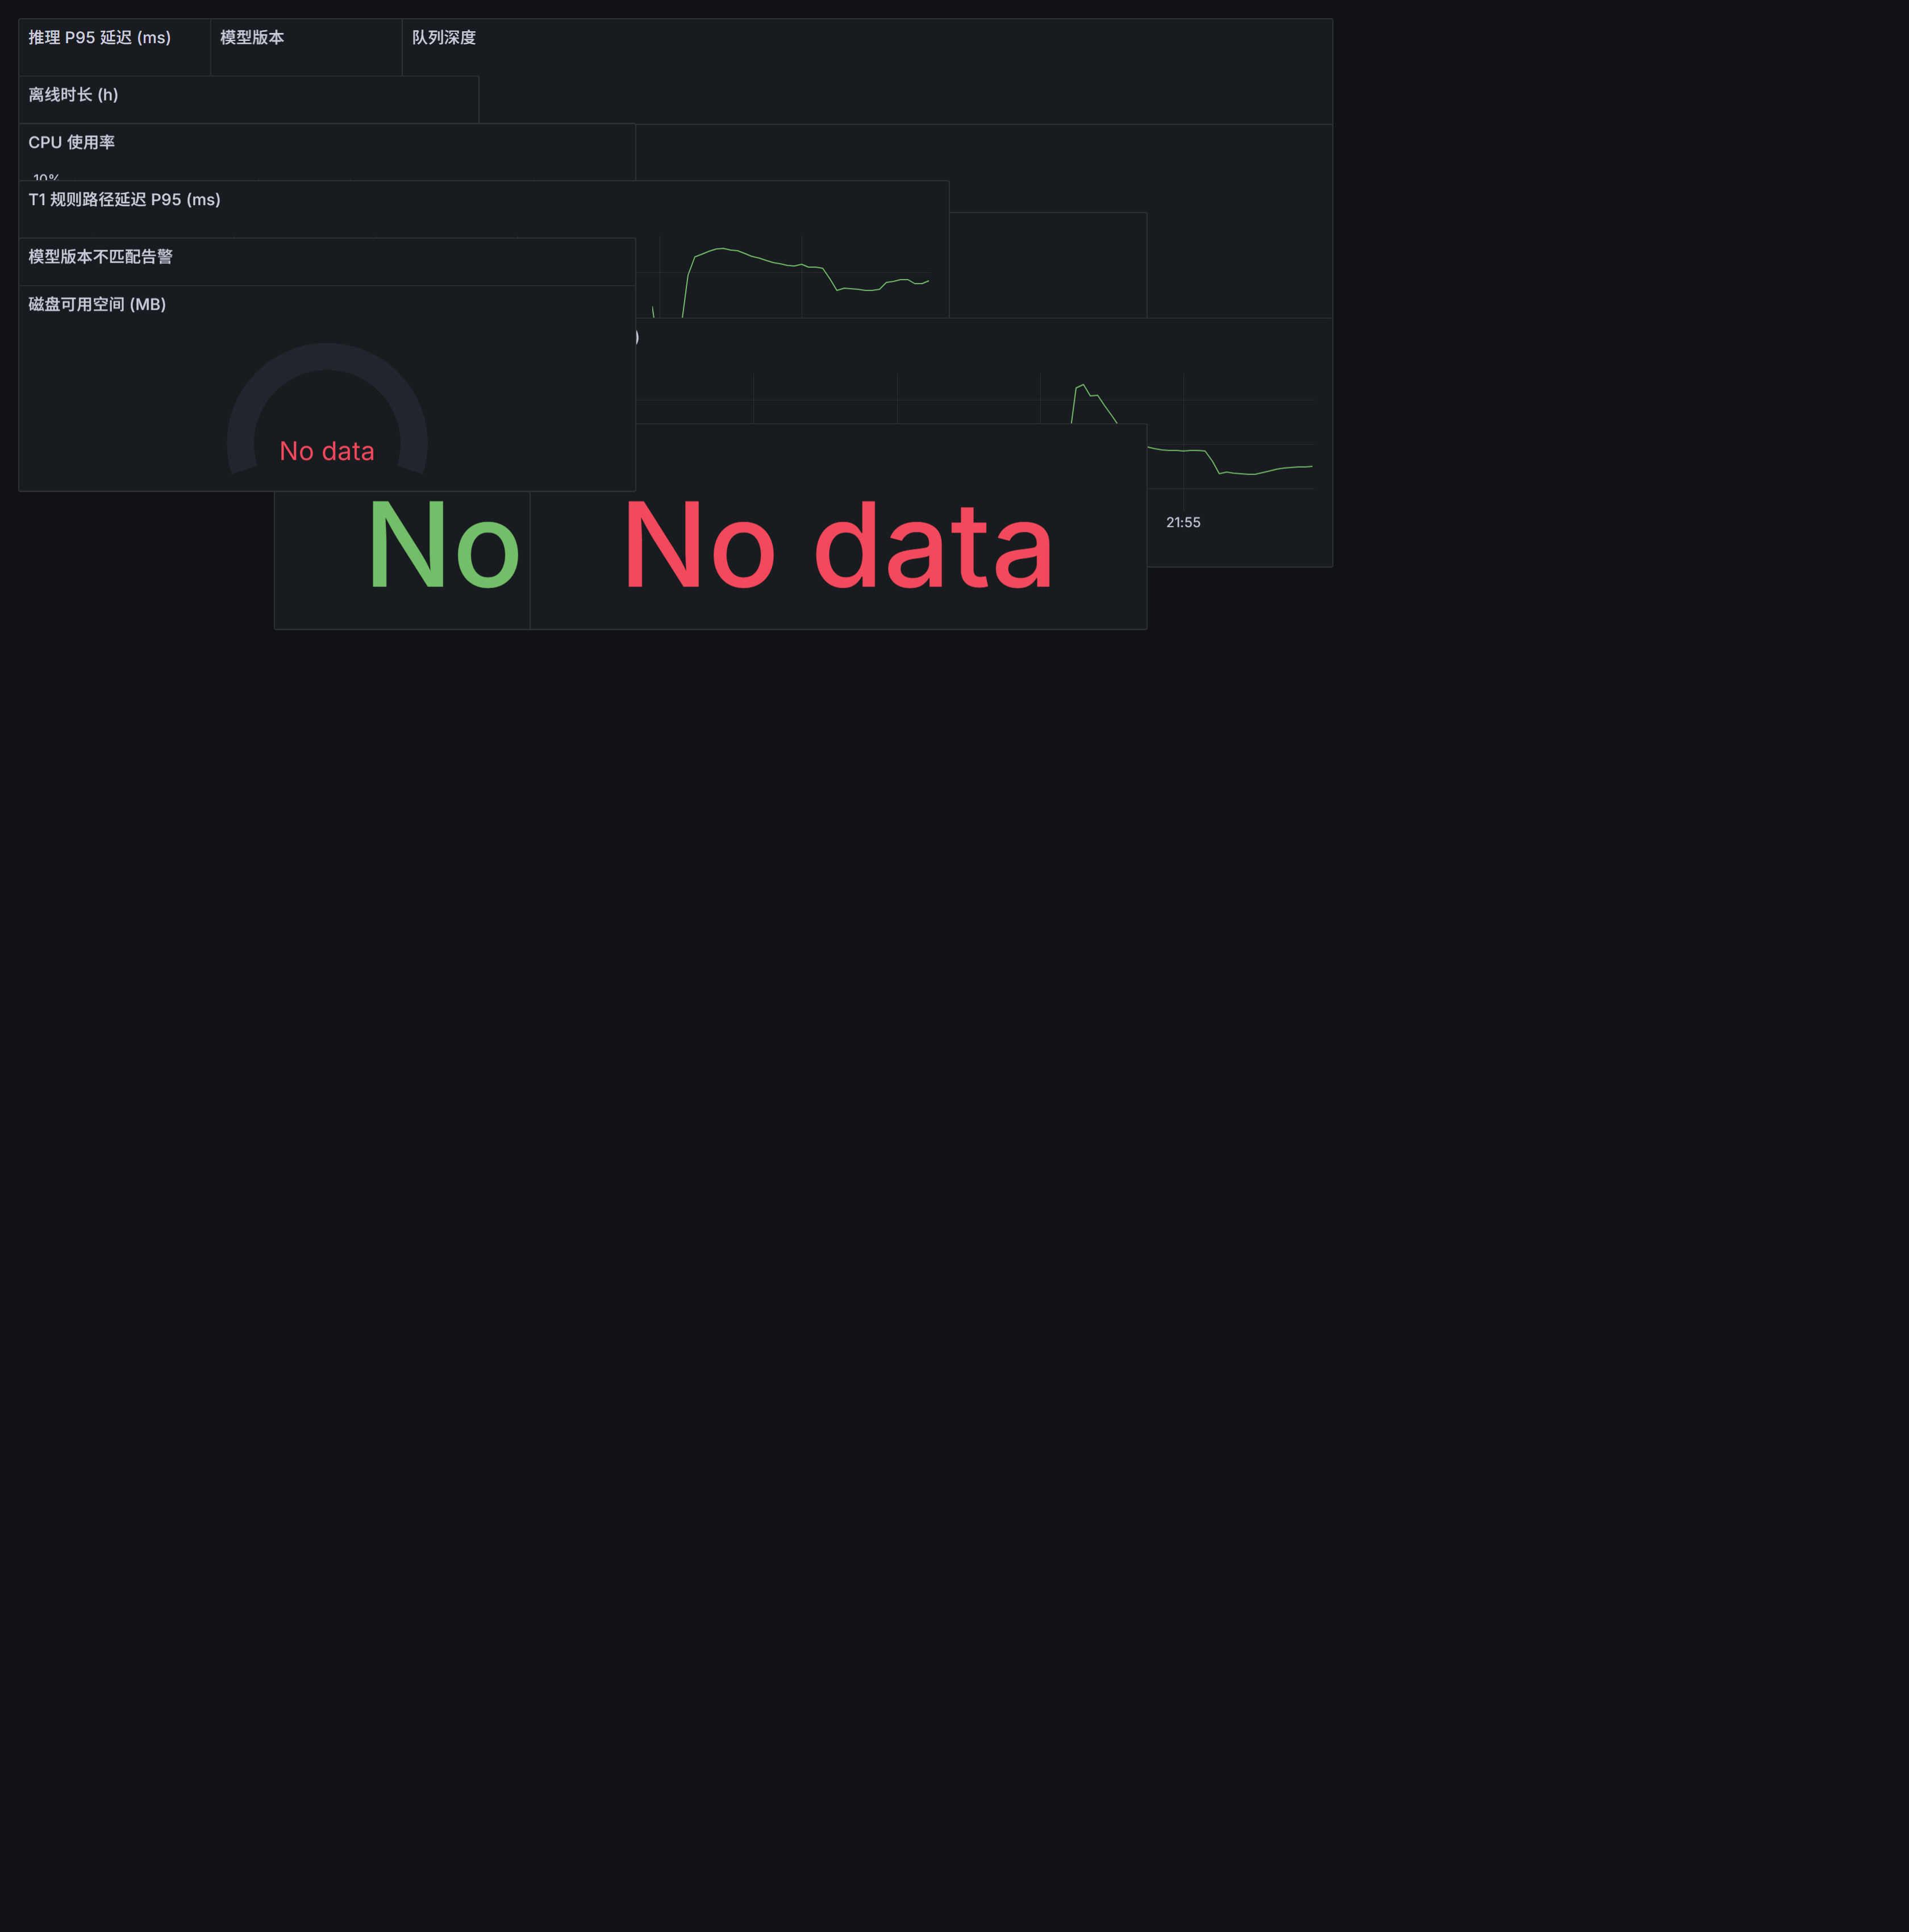 推理 P95 延迟 (ms)
模型版本
队列深度
离线时长 (h)
CPU 使用率
10%
T1 规则路径延迟 P95 (ms)
模型版本不匹配告警
磁盘可用空间 (MB)
)
No data
No
No data
21:55